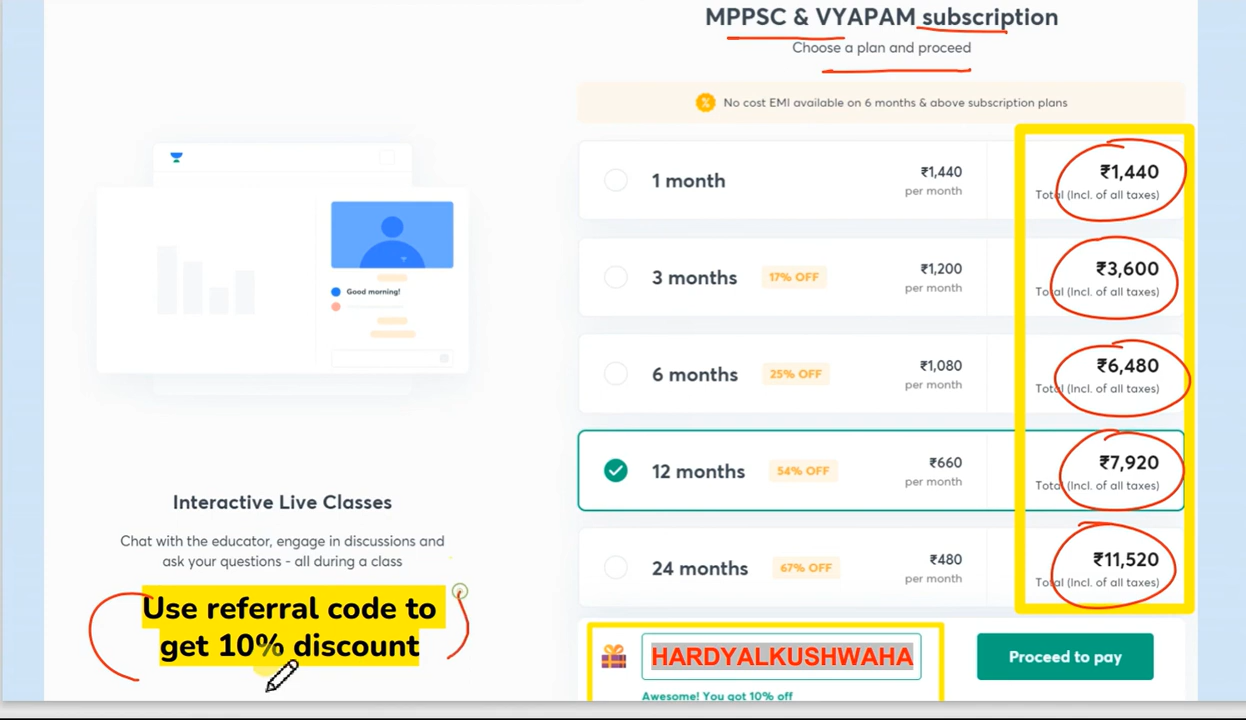 MPPSC & VYAPAM subscription
Choose a plan and proceed
No cost EMI available on 6 months & above subscription plans
1 month
₹1,440
per month
₹1,440
Total (Incl. of all taxes)
3 months
17% OFF
₹1,200
per month
₹3,600
Total (Incl. of all taxes)
6 months
25% OFF
₹1,080
per month
₹6,480
Total (Incl. of all taxes)
12 months
54% OFF
₹660
per month
₹7,920
Total (Incl. of all taxes)
24 months
67% OFF
₹480
per month
₹11,520
Total (Incl. of all taxes)
HARDYALKUSHWAHA
Awesome! You got 10% off
Proceed to pay
Good morning!
Interactive Live Classes
Chat with the educator, engage in discussions and
ask your questions - all during a class
Use referral code to
get 10% discount